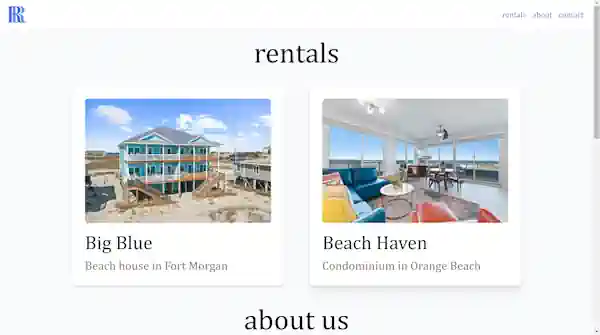 RR
rentals about contact
rentals
Big Blue
Beach house in Fort Morgan
Beach Haven
Condominium in Orange Beach
about us